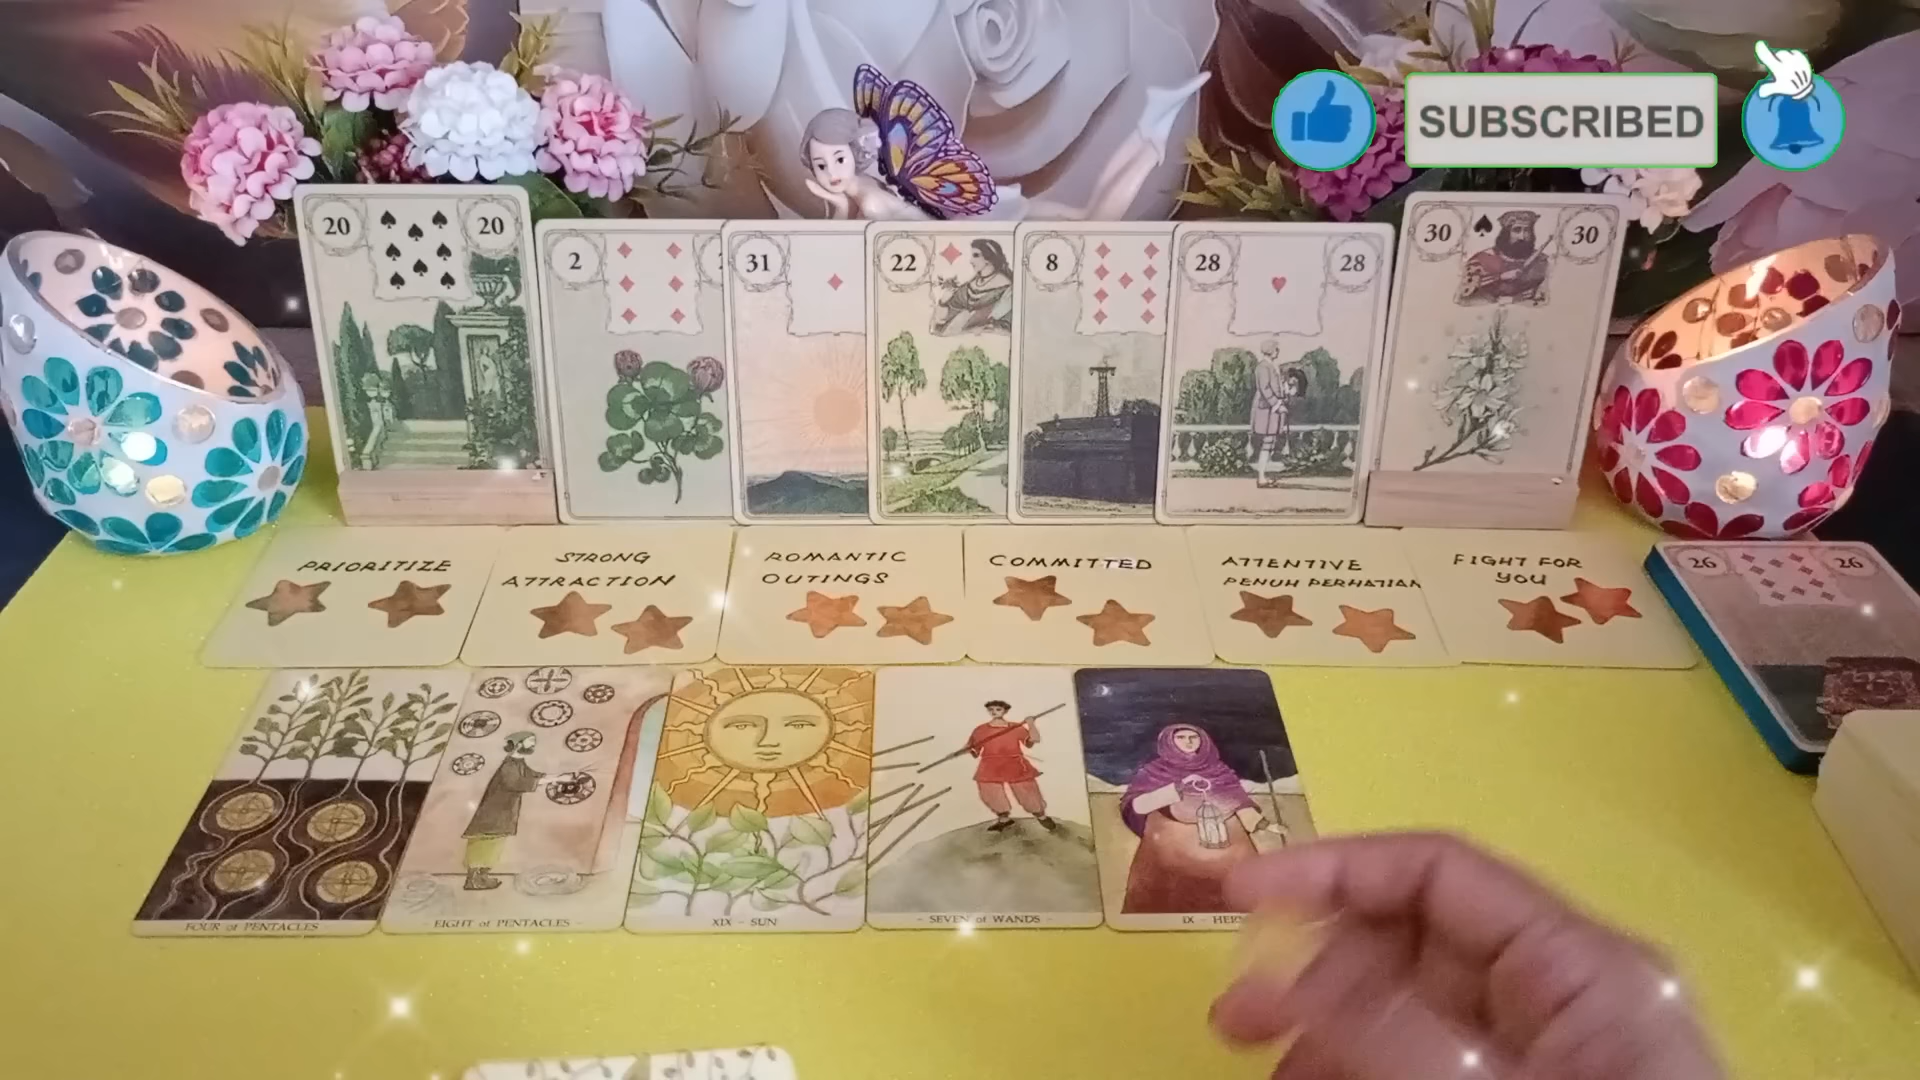 SUBSCRIBED
20 20
2
31
22
8
28 28
30 30
PRIORITIZE
STRONG
ATTRACTION
ROMANTIC
OUTINGS
COMMITTED
ATTENTIVE
PENUH PERHATIAN
FIGHT FOR
YOU
26 26
FOUR of PENTACLES
EIGHT of PENTACLES
XIX - SUN
- SEVEN of WANDS -
IX - HER